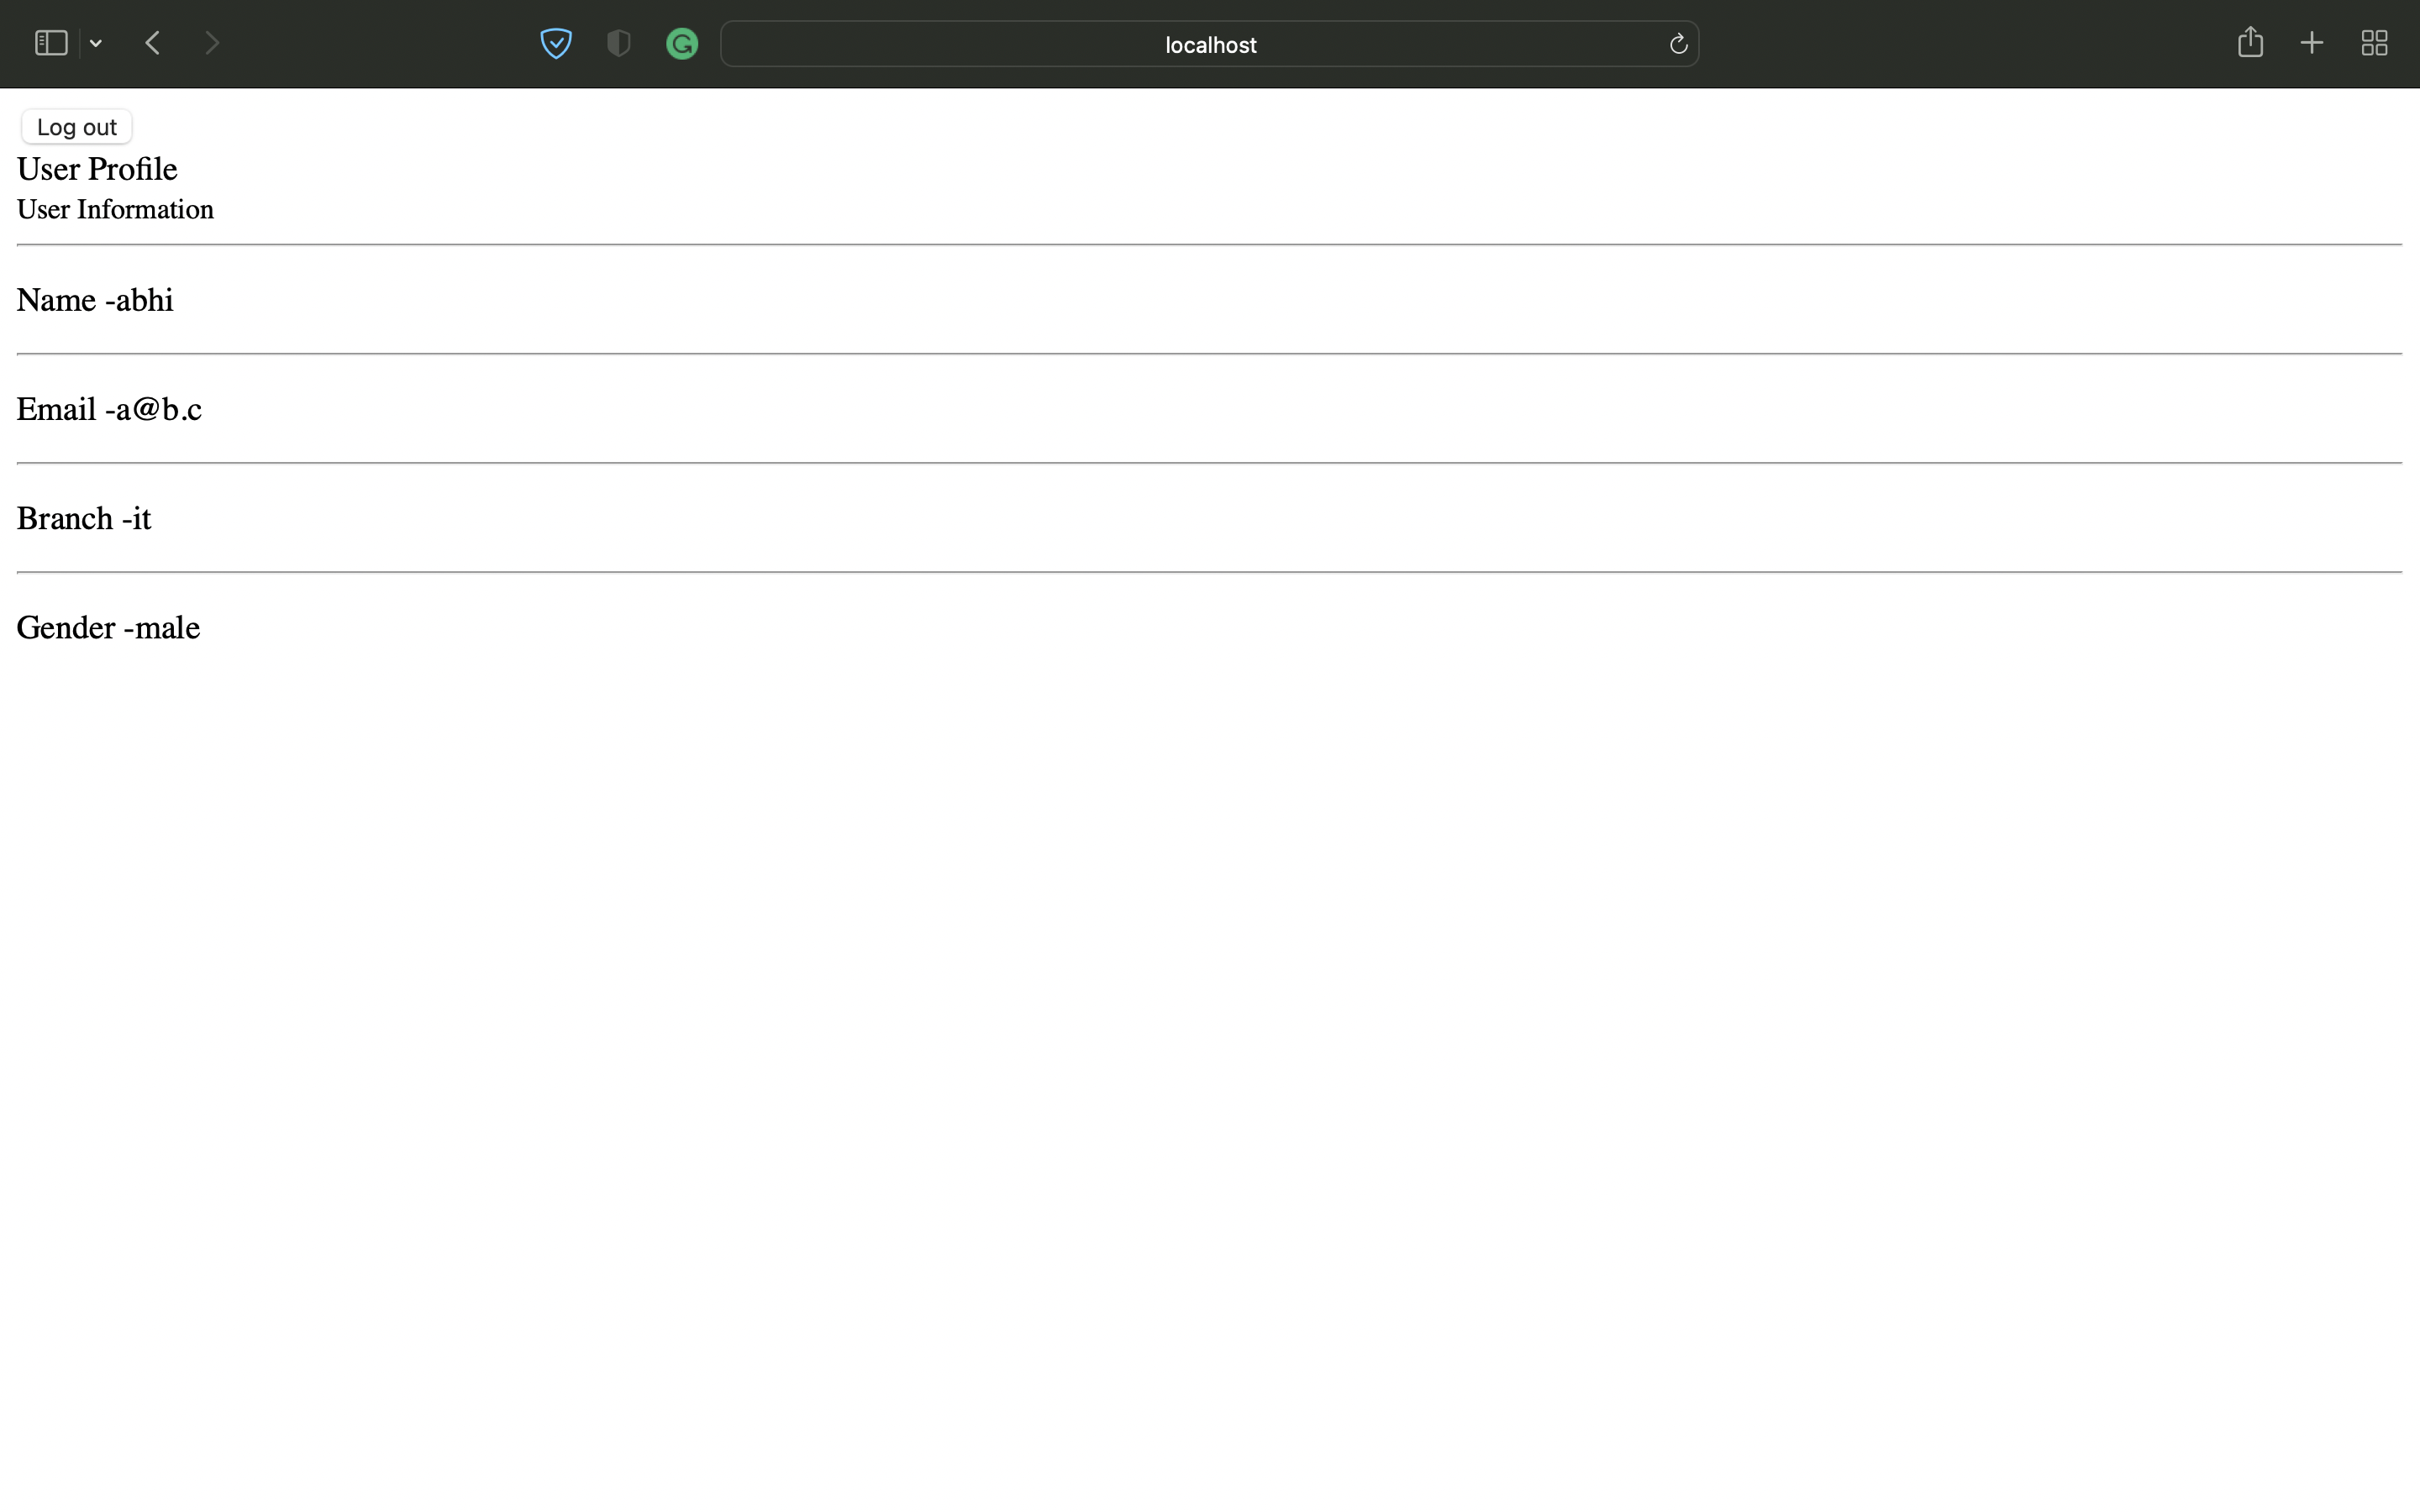 localhost
Log out
User Profile
User Information
Name -abhi
Email -a@b.c
Branch -it
Gender -male